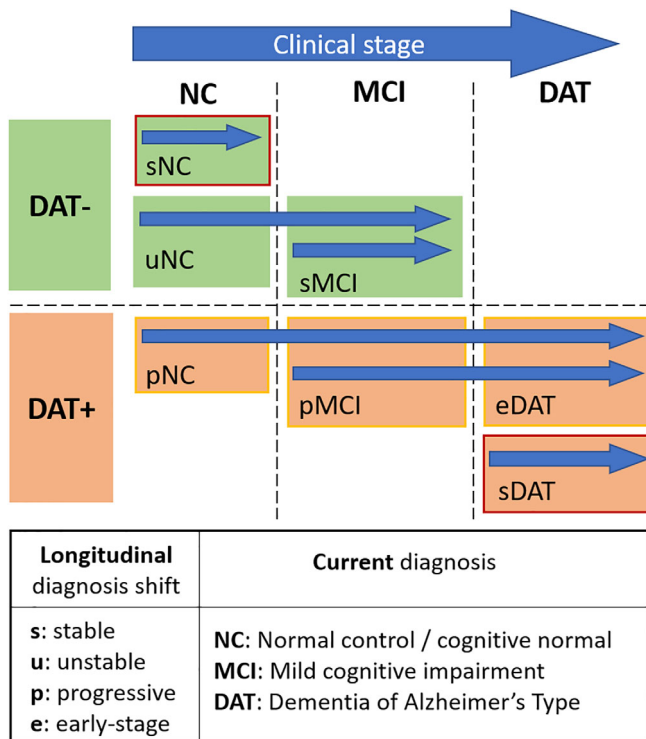 Clinical stage
NC MCI DAT
sNC
DAT-
uNC sMCI
pNC pMCI eDAT
DAT+
sDAT
Longitudinal
diagnosis shift
Current diagnosis
s: stable
u: unstable
p: progressive
e: early-stage
NC: Normal control / cognitive normal
MCI: Mild cognitive impairment
DAT: Dementia of Alzheimer's Type